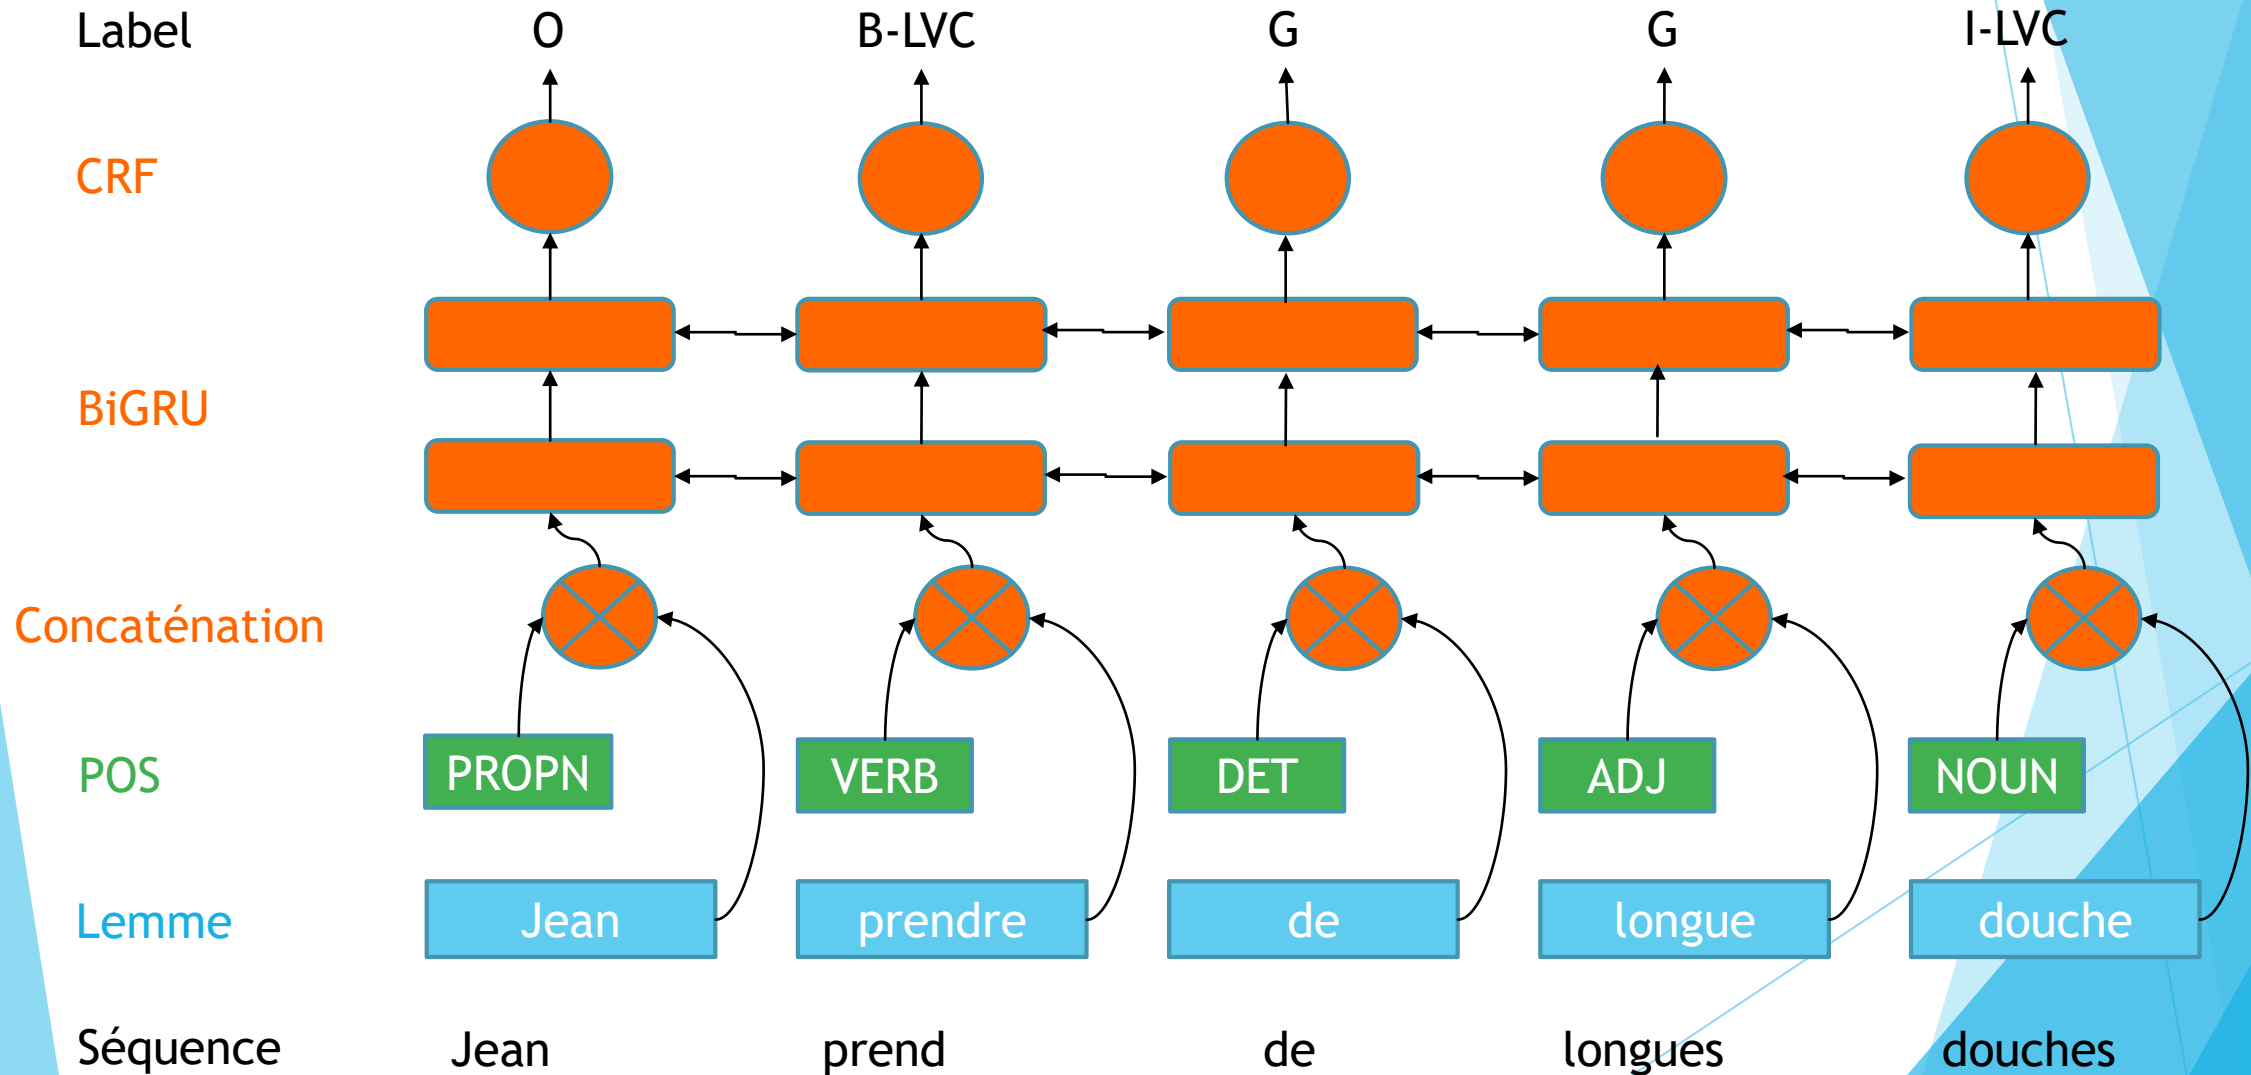 Label O B-LVC G G I-LVC
CRF
BiGRU
Concaténation
POS PROPN VERB DET ADJ NOUN
Lemme Jean prendre de longue douche
Séquence Jean prend de longues douches